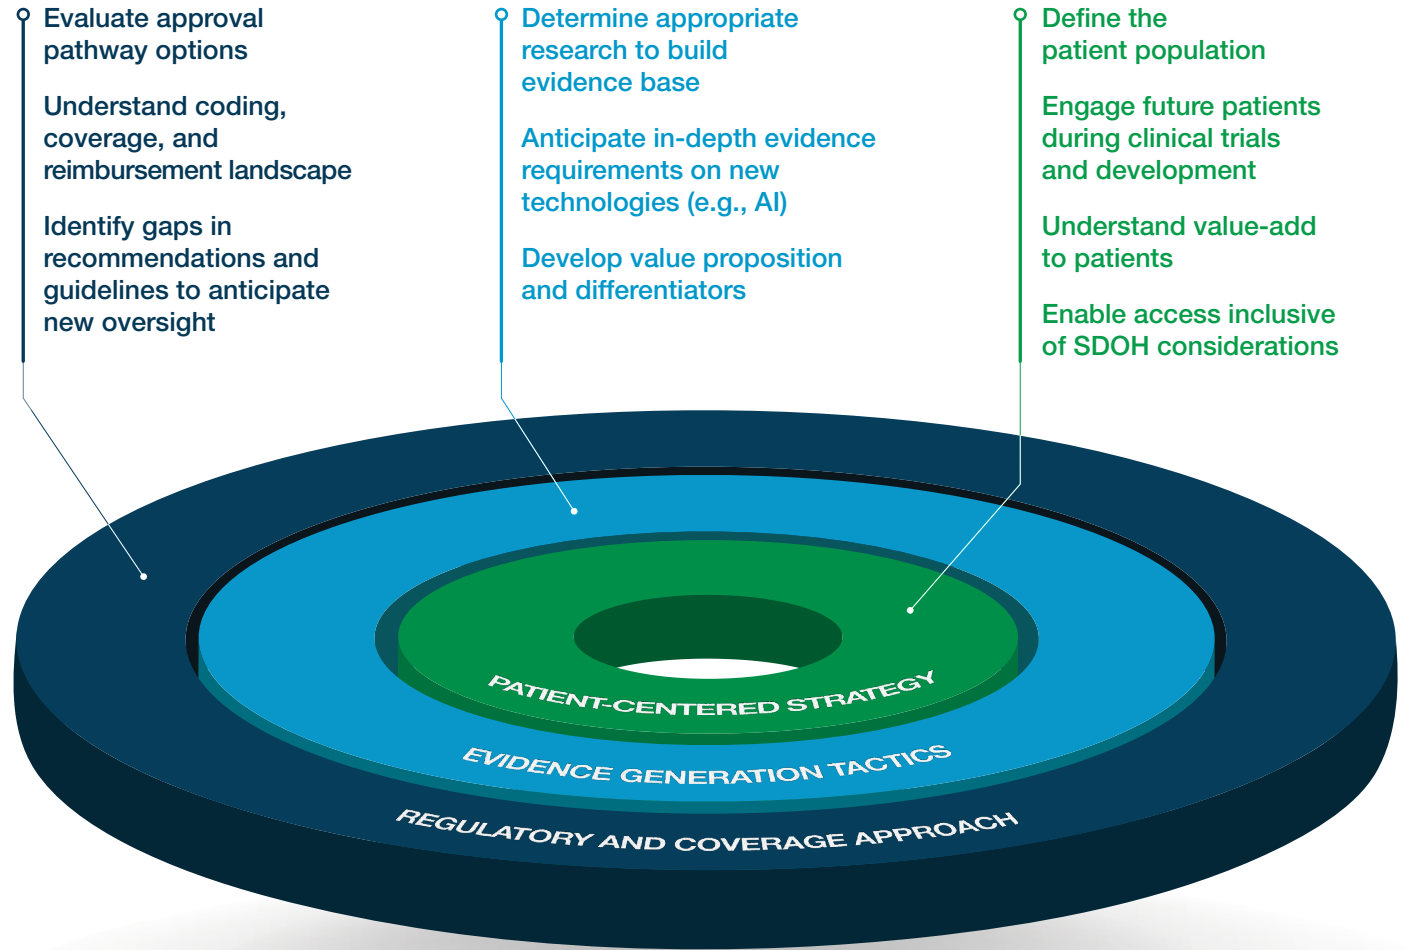 Evaluate approval
pathway options
Understand coding,
coverage, and
reimbursement landscape
Identify gaps in
recommendations and
guidelines to anticipate
new oversight
Determine appropriate
research to build
evidence base
Anticipate in-depth evidence
requirements on new
technologies (e.g., AI)
Develop value proposition
and differentiators
Define the
patient population
Engage future patients
during clinical trials
and development
Understand value-add
to patients
Enable access inclusive
of SDOH considerations
PATIENT-CENTERED STRATEGY
EVIDENCE GENERATION TACTICS
REGULATORY AND COVERAGE APPROACH